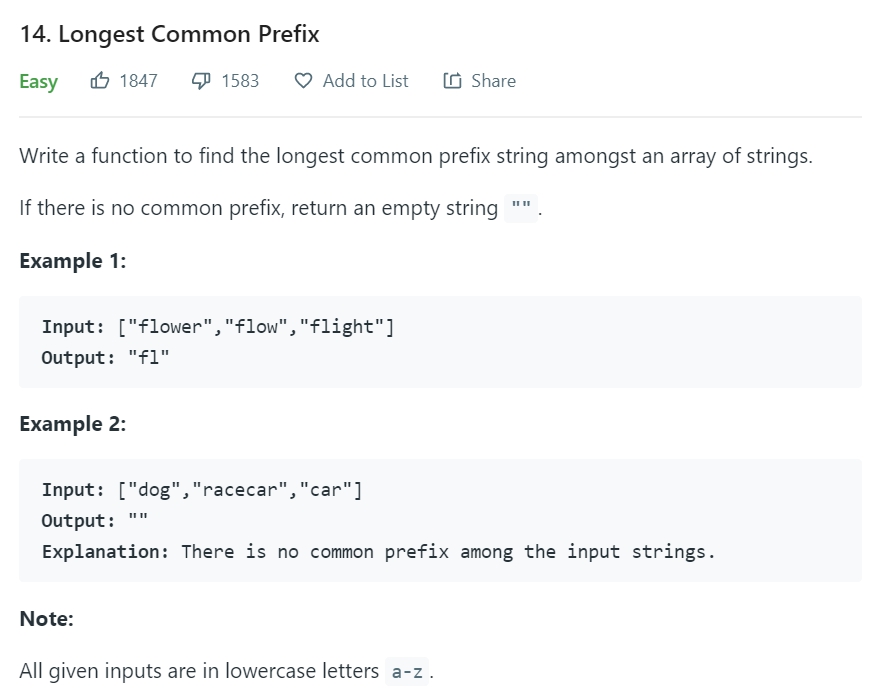 14. Longest Common Prefix
Easy 1847 1583 Add to List Share
Write a function to find the longest common prefix string amongst an array of strings.
If there is no common prefix, return an empty string "".
Example 1:
Input: ["flower","flow","flight"]
Output: "fl"
Example 2:
Input: ["dog","racecar","car"]
Output: ""
Explanation: There is no common prefix among the input strings.
Note:
All given inputs are in lowercase letters a-z.